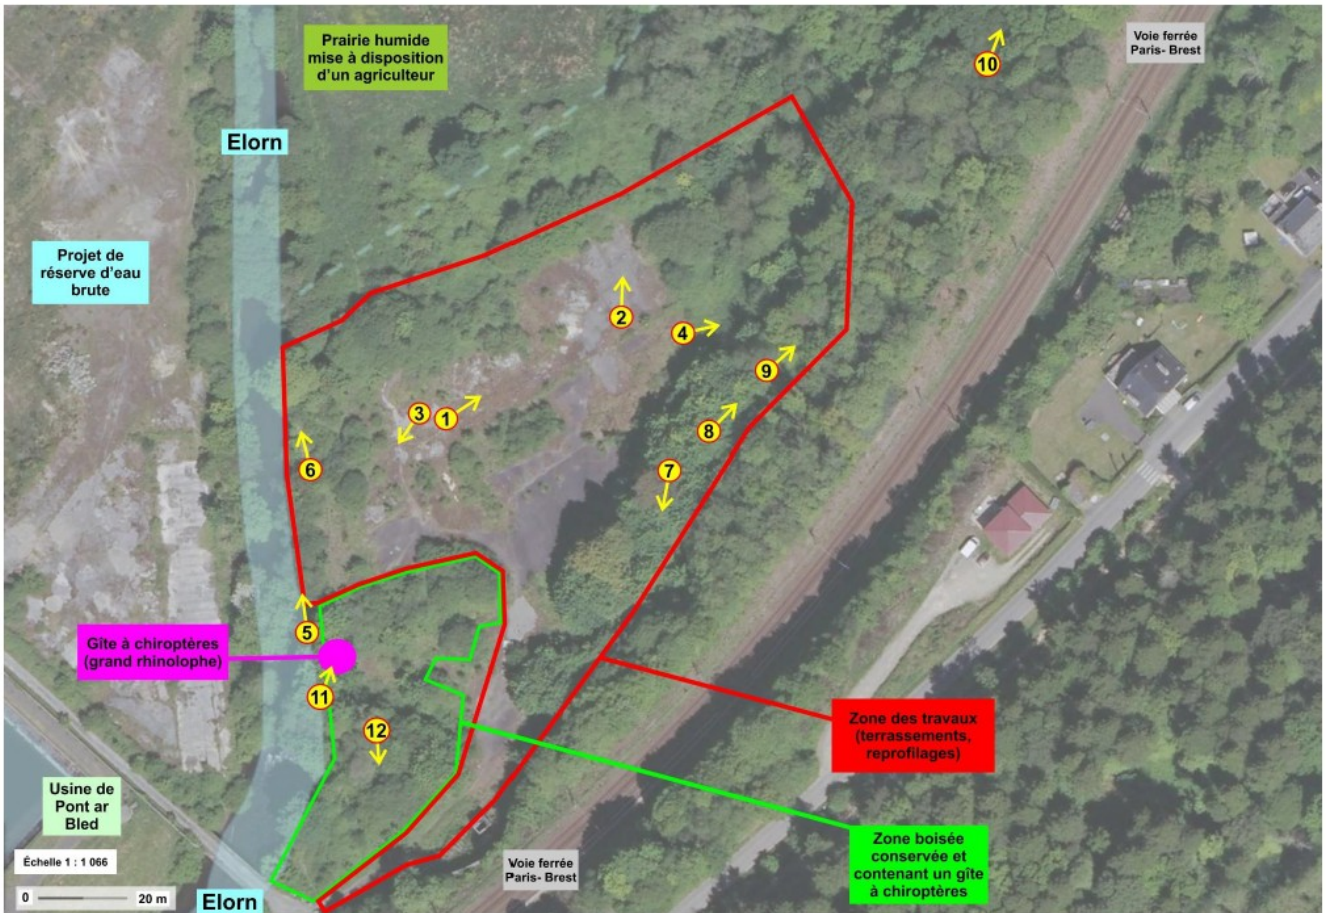 Prairie humide
mise à disposition
d'un agriculteur
Voie ferrée
Paris- Brest
10
Elorn
Projet de
réserve d'eau
brute
2
4
9
3
1
8
6
7
5
Gîte à chiroptères
(grand rhinolophe)
11
12
Zone des travaux
(terrassements,
reprofilages)
Usine de
Pont ar
Bled
Zone boisée
conservée et
contenant un gîte
à chiroptères
Échelle 1 : 1 066
Voie ferrée
Paris- Brest
0 20 m
Elorn